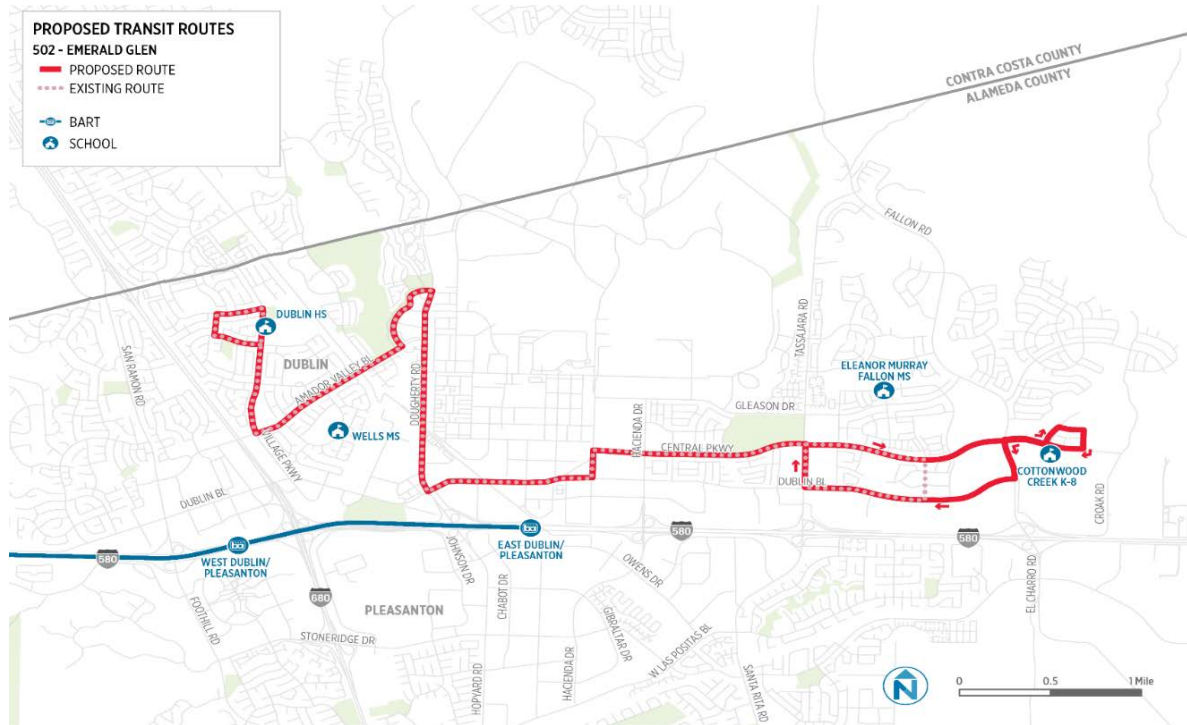 PROPOSED TRANSIT ROUTES
502 - EMERALD GLEN
PROPOSED ROUTE
EXISTING ROUTE
BART
SCHOOL
CONTRA COSTA COUNTY
ALAMEDA COUNTY
FALLON RD
TASSAJARA RD
DUBLIN HS
DUBLIN
SAN RAMON RD
AMADOR VALLEY BL
DOUGHERTY RD
ELEANOR MURRAY
FALLON MS
GLEASON DR
HACIENDA DR
WELLS MS
VILLAGE PKWY
CENTRAL PKWY
COTTONWOOD
CREEK K-8
DUBLIN BL
DUBLIN BL
CROAK RD
ba
ba
EAST DUBLIN/
PLEASANTON
WEST DUBLIN/
PLEASANTON
580
580
580
680
JOHNSON DR
CHABOT DR
OWENS DR
EL CHARRO RD
FOOTHILL RD
PLEASANTON
STONERIDGE DR
HOPYARD RD
HACIENDA DR
GIBRALTAR DR
W LAS POSITAS BL
SANTA RITA RD
N
0
0.5
1 Mile